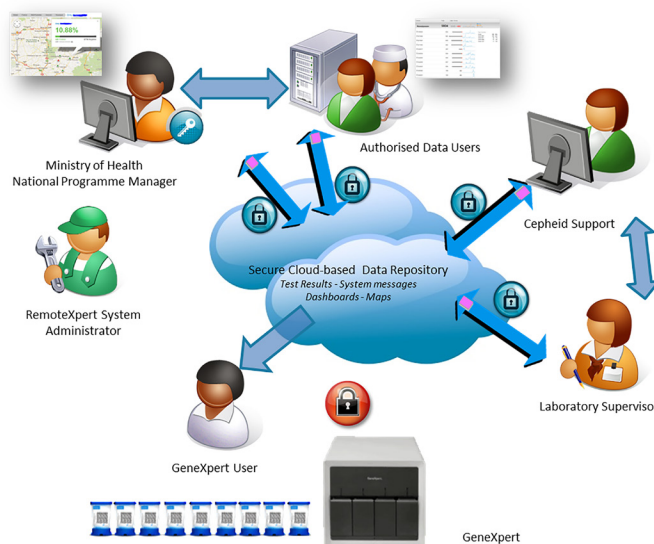 10.88%
Ministry of Health
National Programme Manager
Authorised Data Users
Cepheid Support
Secure Cloud-based Data Repository
Test Results - System messages
Dashboards - Maps
RemoteXpert System
Administrator
Laboratory Superviso
GeneXpert User
GeneXpert